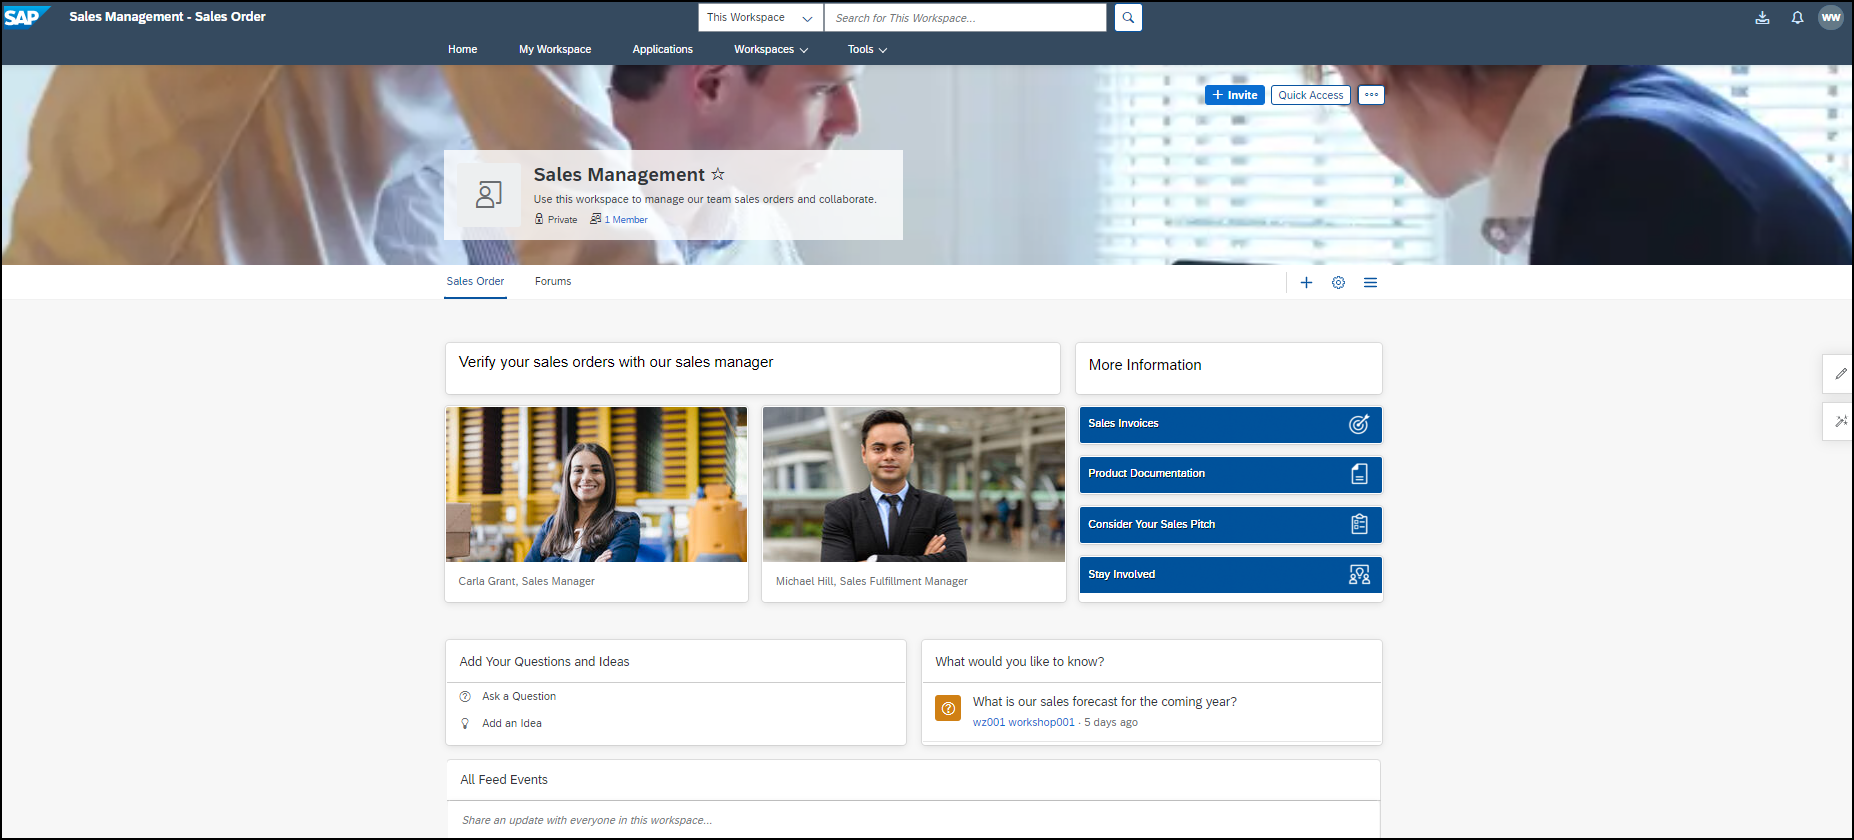 SAP
Sales Management - Sales Order
This Workspace
Search for This Workspace...
WW
Home
My Workspace
Applications
Workspaces
Tools
+ Invite
Quick Access
Sales Management
Use this workspace to manage our team sales orders and collaborate.
Private
1 Member
Sales Order
Forums
Verify your sales orders with our sales manager
More Information
Carla Grant, Sales Manager
Michael Hill, Sales Fulfillment Manager
Sales Invoices
Product Documentation
Consider Your Sales Pitch
Stay Involved
Add Your Questions and Ideas
Ask a Question
Add an Idea
What would you like to know?
What is our sales forecast for the coming year?
wz001 workshop001 · 5 days ago
All Feed Events
Share an update with everyone in this workspace...